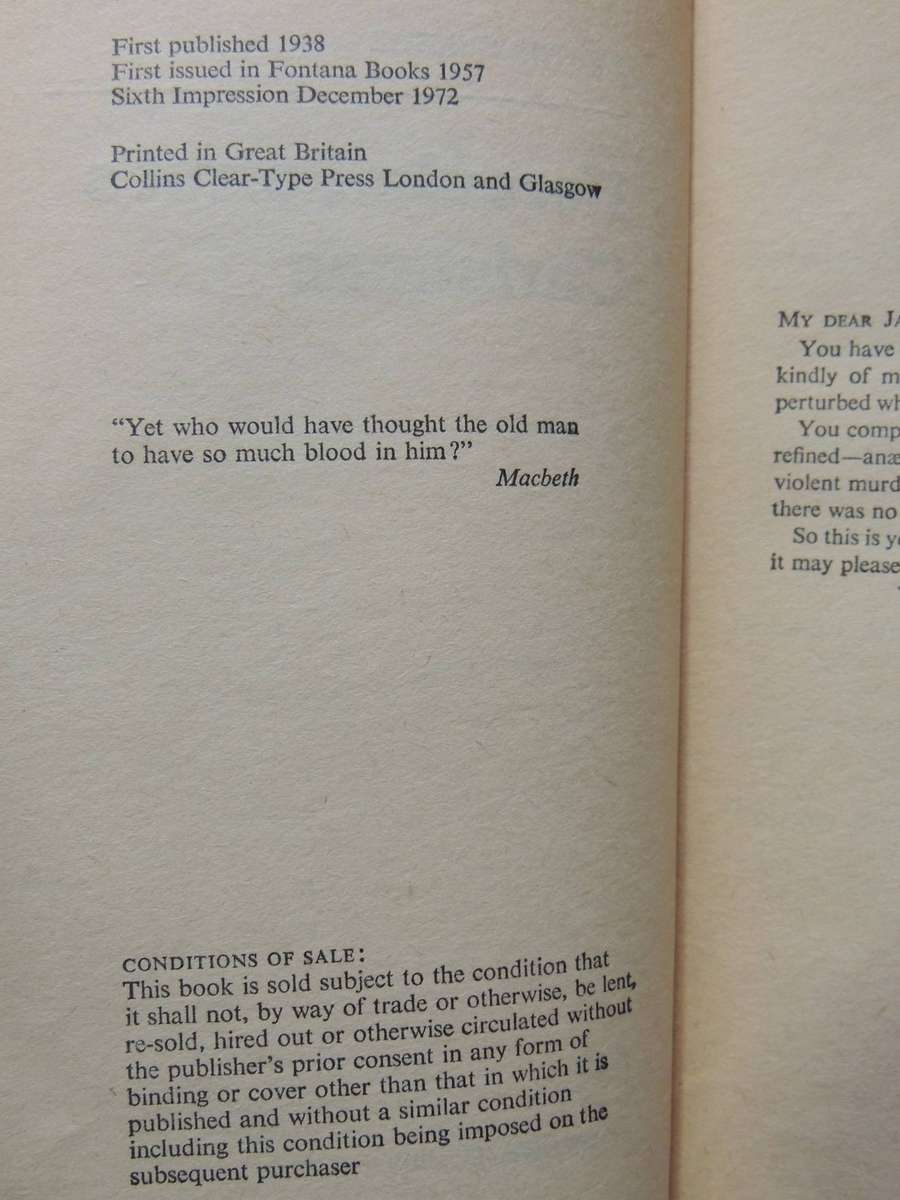 First published 1938
First issued in Fontana Books 1957
Sixth Impression December 1972
Printed in Great Britain
Collins Clear-Type Press London and Glasgow
“Yet who would have thought the old man
to have so much blood in him?”
Macbeth
CONDITIONS OF SALE:
This book is sold subject to the condition that
it shall not, by way of trade or otherwise, be lent,
re-sold, hired out or otherwise circulated without
the publisher’s prior consent in any form of
binding or cover other than that in which it is
published and without a similar condition
including this condition being imposed on the
subsequent purchaser
MY DEAR
You have
kindly of
perturbed
You
refined—
violent
there was no
So this is
it may please